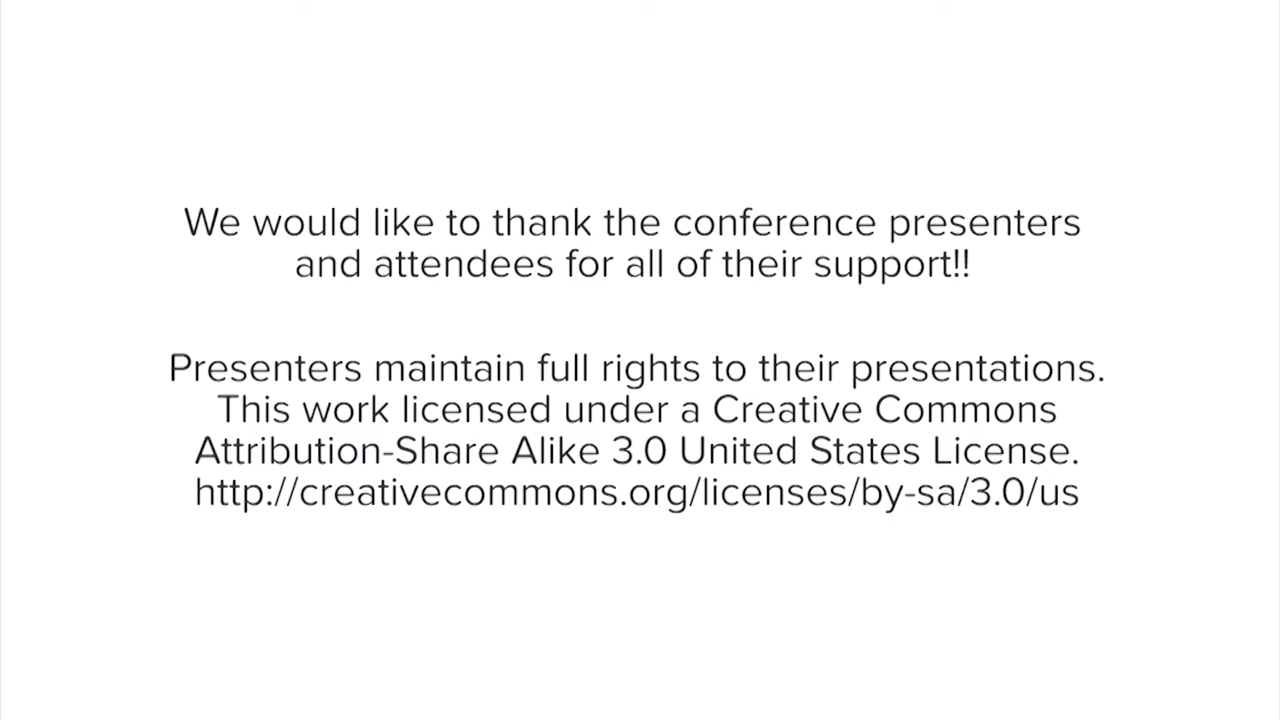 We would like to thank the conference presenters
and attendees for all of their support!!
Presenters maintain full rights to their presentations.
This work licensed under a Creative Commons
Attribution-Share Alike 3.0 United States License.
http://creativecommons.org/licenses/by-sa/3.0/us